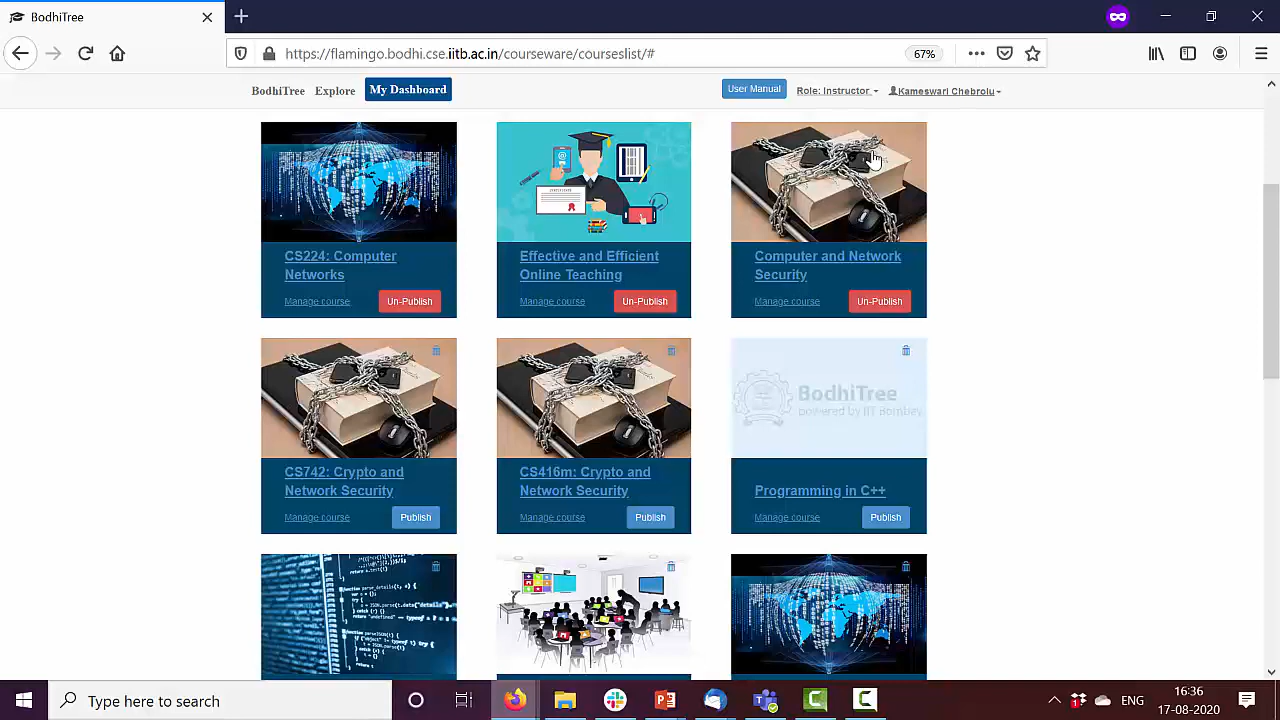 BodhiTree
https://flamingo.bodhi.cse.iitb.ac.in/courseware/courseslist/#
67%
BodhiTree Explore My Dashboard User Manual Role: Instructor Kameswari Chebrolu
CS224: Computer
Networks
Manage course Un-Publish
Effective and Efficient
Online Teaching
Manage course Un-Publish
Computer and Network
Security
Manage course Un-Publish
CS742: Crypto and
Network Security
Manage course Publish
CS416m: Crypto and
Network Security
Manage course Publish
BodhiTree
powered by IIT Bombay
Programming in C++
Manage course Publish
Type here to search
ENG
16:36
17-08-2020